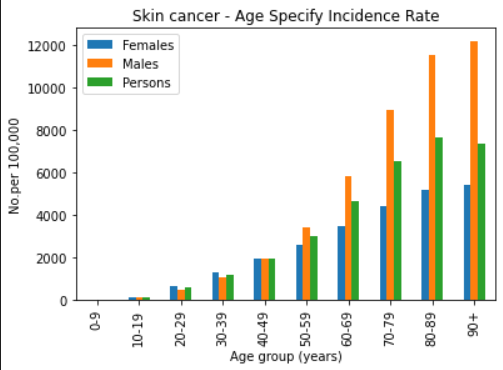 Skin cancer - Age Specify Incidence Rate
Females
Males
Persons
No.per 100,000
12000
10000
8000
6000
4000
2000
0
0-9 10-19 20-29 30-39 40-49 50-59 60-69 70-79 80-89 90+
Age group (years)